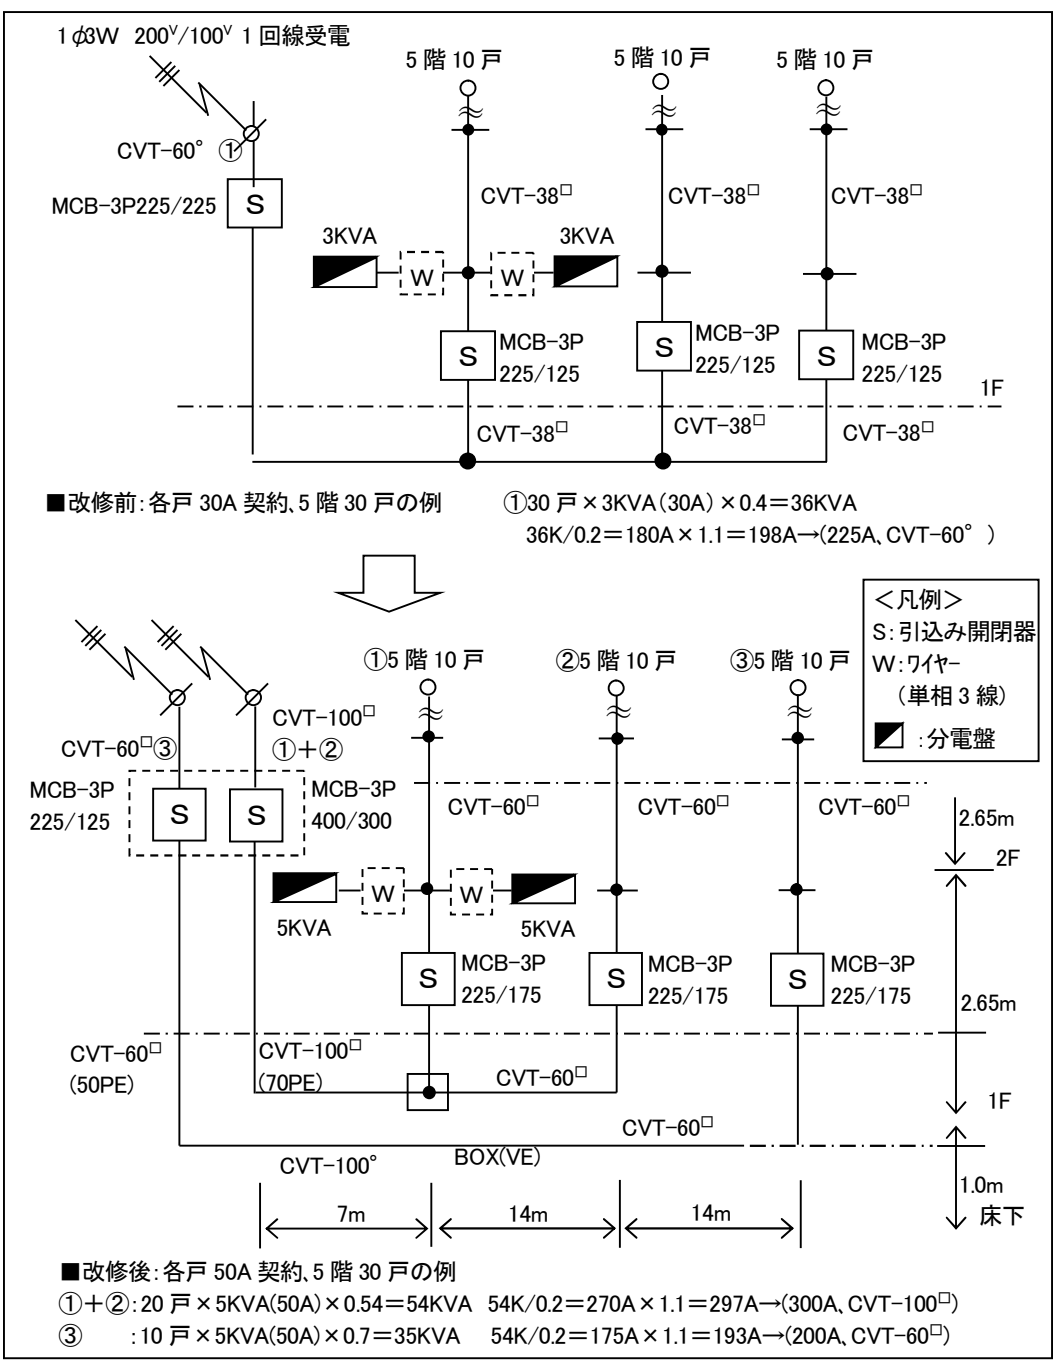 1φ3W 200V/100V 1回線受電
5階10戸
5階10戸
5階10戸
CVT-60° ①
MCB-3P225/225
S
CVT-38□
CVT-38□
CVT-38□
3KVA
3KVA
W
W
S
MCB-3P
225/125
S
MCB-3P
225/125
S
MCB-3P
225/125
1F
CVT-38□
CVT-38□
CVT-38□
■改修前:各戸30A契約、5階30戸の例
①30戸×3KVA(30A)×0.4=36KVA
36K/0.2=180A×1.1=198A→(225A、CVT-60°)
<凡例>
S:引込み開閉器
W:ワイヤー
(単相3線)
:分電盤
①5階10戸
②5階10戸
③5階10戸
CVT-100□
①+②
CVT-60□③
MCB-3P
225/125
S
S
MCB-3P
400/300
CVT-60□
CVT-60□
CVT-60□
2.65m
2F
W
W
5KVA
5KVA
S
MCB-3P
225/175
S
MCB-3P
225/175
S
MCB-3P
225/175
2.65m
CVT-60□
(50PE)
CVT-100□
(70PE)
CVT-60□
1F
CVT-60□
CVT-100°
BOX(VE)
1.0m
床下
7m
14m
14m
■改修後:各戸50A契約、5階30戸の例
①+②:20戸×5KVA(50A)×0.54=54KVA 54K/0.2=270A×1.1=297A→(300A、CVT-100□)
③ :10戸×5KVA(50A)×0.7=35KVA 54K/0.2=175A×1.1=193A→(200A、CVT-60□)